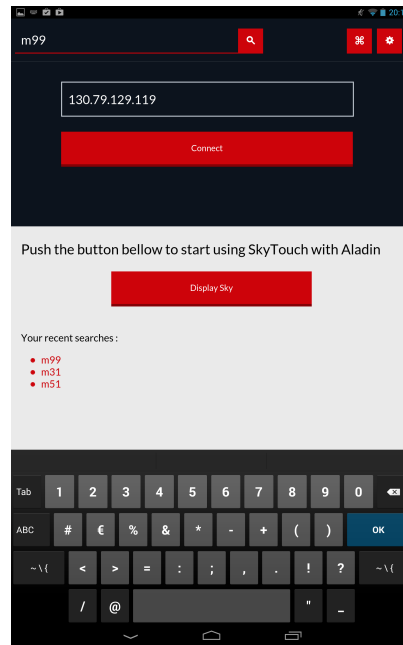 m99
130.79.129.119
Connect
Push the button bellow to start using SkyTouch with Aladin
Display Sky
Your recent searches :
m99
m31
m51
Tab 1 2 3 4 5 6 7 8 9 0
ABC # € % & * - + ( ) OK
~\{ < > = : ; , . ! ? ~\{
/ @ " _